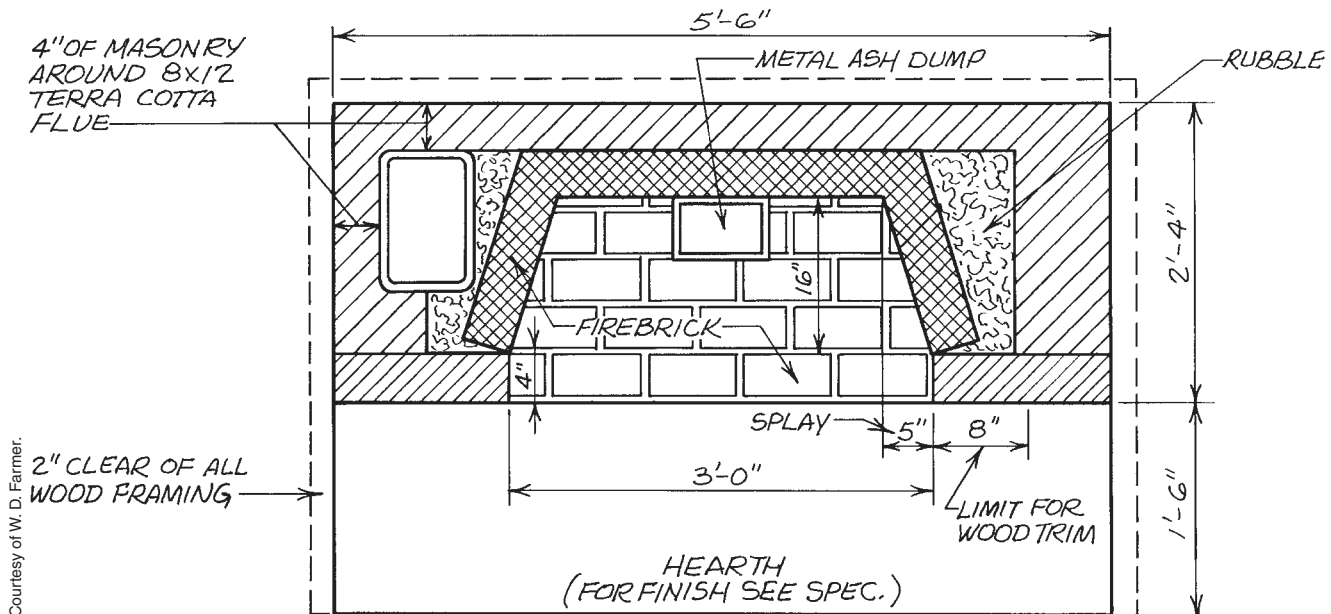 5'-6"
4" OF MASONRY
AROUND 8x12
TERRA COTTA
FLUE
METAL ASH DUMP
RUBBLE
16"
2'-4"
FIREBRICK
4"
SPLAY
5"
8"
3'-0"
2" CLEAR OF ALL
WOOD FRAMING
LIMIT FOR
WOOD TRIM
1'-6"
HEARTH
(FOR FINISH SEE SPEC.)
Courtesy of W. D. Farmer.